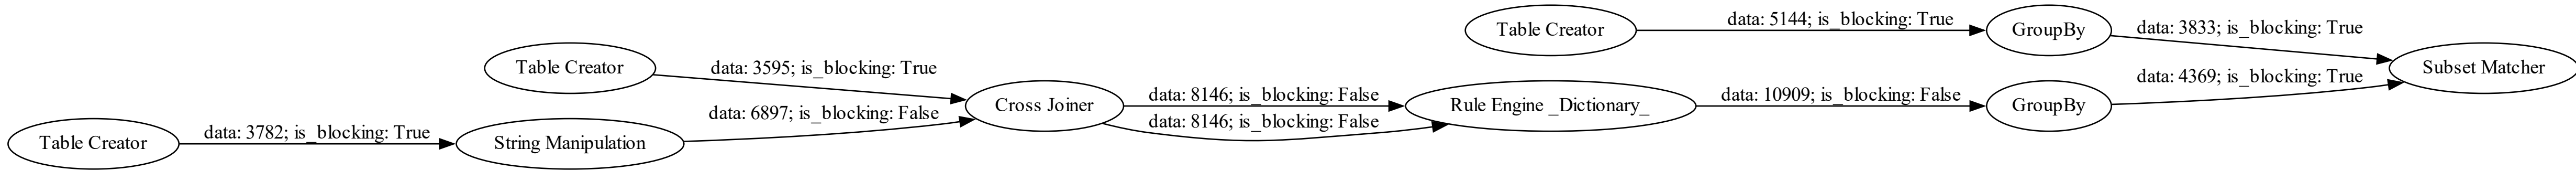 Table Creator
data: 5144; is_blocking: True
GroupBy
data: 3833; is_blocking: True
Table Creator
data: 3595; is_blocking: True
Subset Matcher
data: 4369; is_blocking: True
Cross Joiner
data: 8146; is_blocking: False
Rule Engine _Dictionary_
data: 10909; is_blocking: False
GroupBy
data: 6897; is_blocking: False
data: 8146; is_blocking: False
Table Creator
data: 3782; is_blocking: True
String Manipulation